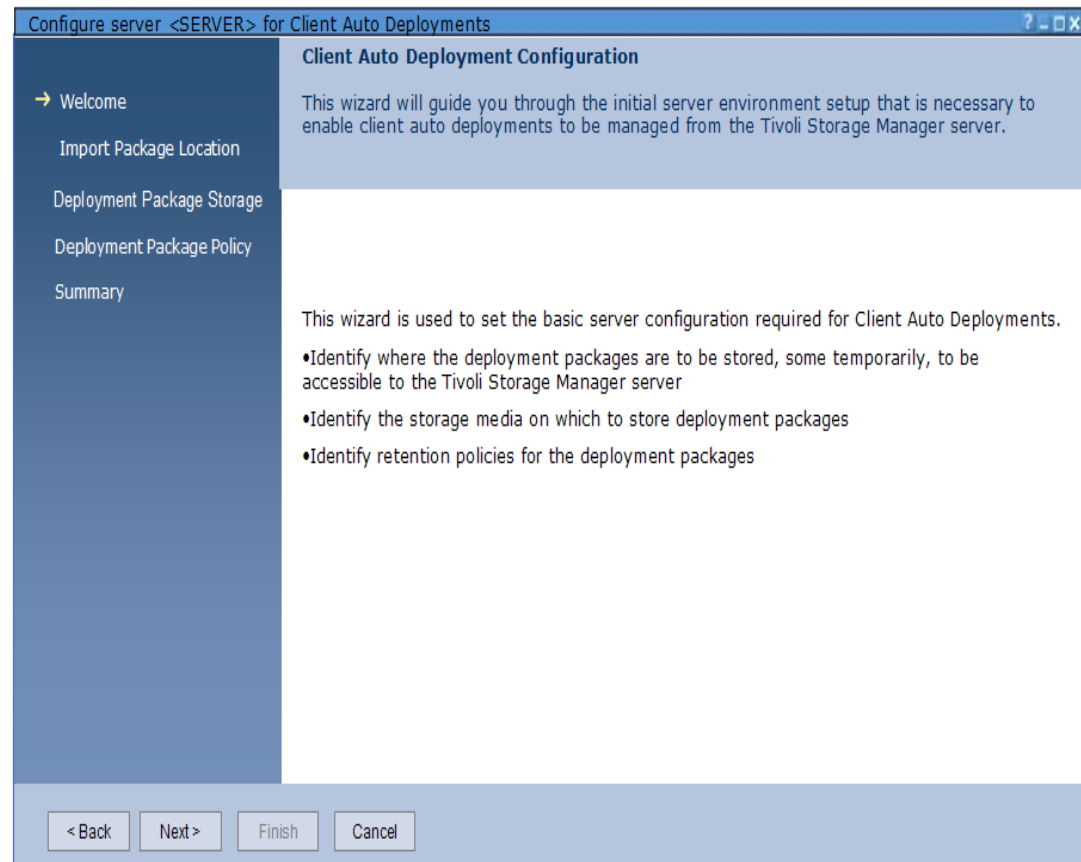 Configure server <SERVER> for Client Auto Deployments
Client Auto Deployment Configuration
This wizard will guide you through the initial server environment setup that is necessary to
enable client auto deployments to be managed from the Tivoli Storage Manager server.
→ Welcome
Import Package Location
Deployment Package Storage
Deployment Package Policy
Summary
This wizard is used to set the basic server configuration required for Client Auto Deployments.
•Identify where the deployment packages are to be stored, some temporarily, to be
accessible to the Tivoli Storage Manager server
•Identify the storage media on which to store deployment packages
•Identify retention policies for the deployment packages
< Back
Next >
Finish
Cancel